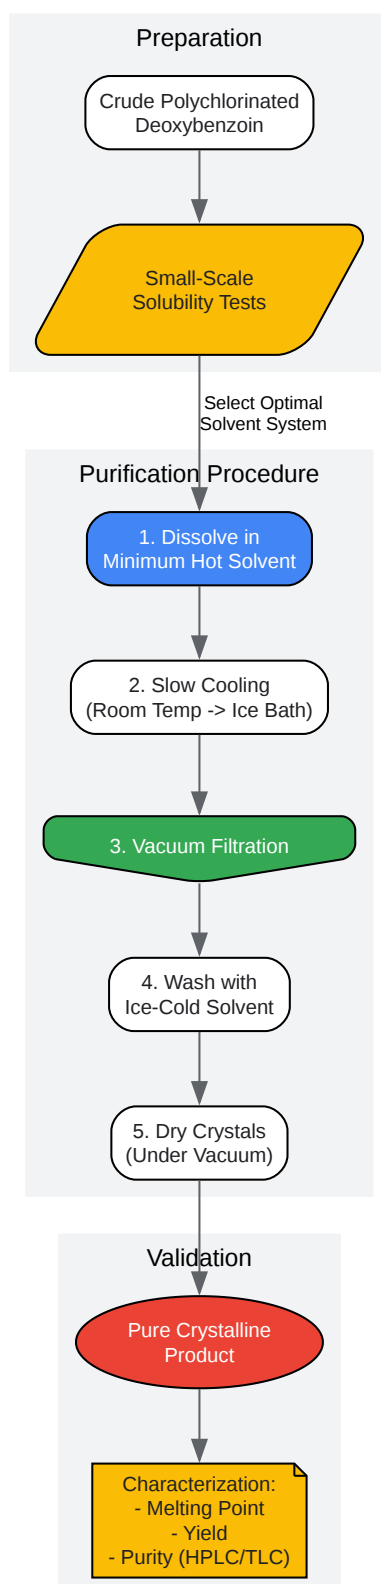 Preparation
Crude Polychlorinated
Deoxybenzoin
Small-Scale
Solubility Tests
Select Optimal
Solvent System
Purification Procedure
1. Dissolve in
Minimum Hot Solvent
2. Slow Cooling
(Room Temp -> Ice Bath)
3. Vacuum Filtration
4. Wash with
Ice-Cold Solvent
5. Dry Crystals
(Under Vacuum)
Validation
Pure Crystalline
Product
Characterization:
- Melting Point
- Yield
- Purity (HPLC/TLC)